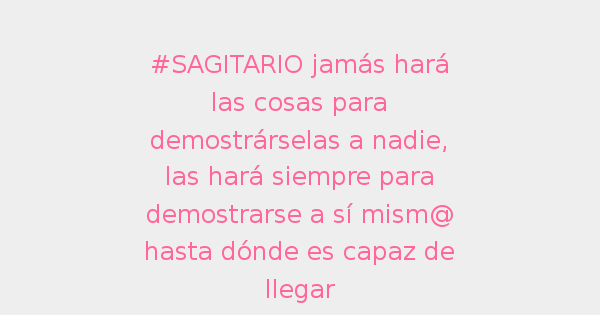 #SAGITARIO jamás hará
las cosas para
demostrárselas a nadie,
las hará siempre para
demostrarse a sí mism@
hasta dónde es capaz de
llegar